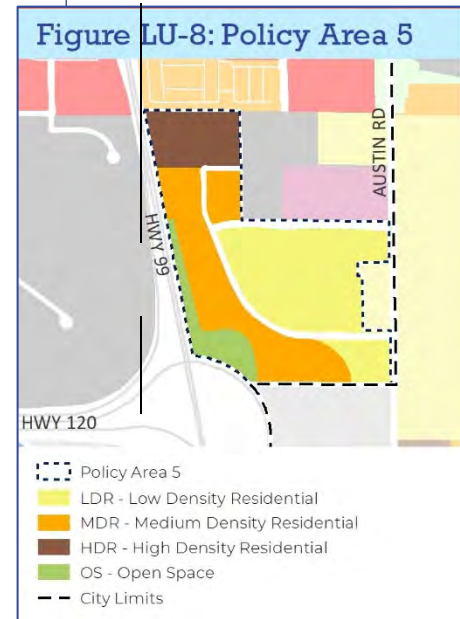 Figure LU-8: Policy Area 5
AUSTIN RD
HWY 99
HWY 120
Policy Area 5
LDR - Low Density Residential
MDR - Medium Density Residential
HDR - High Density Residential
OS - Open Space
City Limits